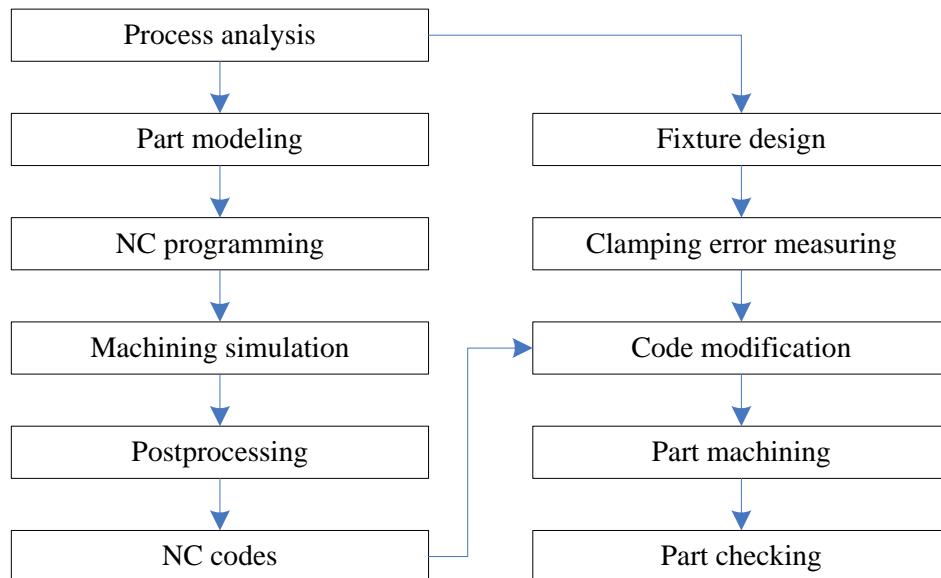 Process analysis
Part modeling
Fixture design
NC programming
Clamping error measuring
Machining simulation
Code modification
Postprocessing
Part machining
NC codes
Part checking